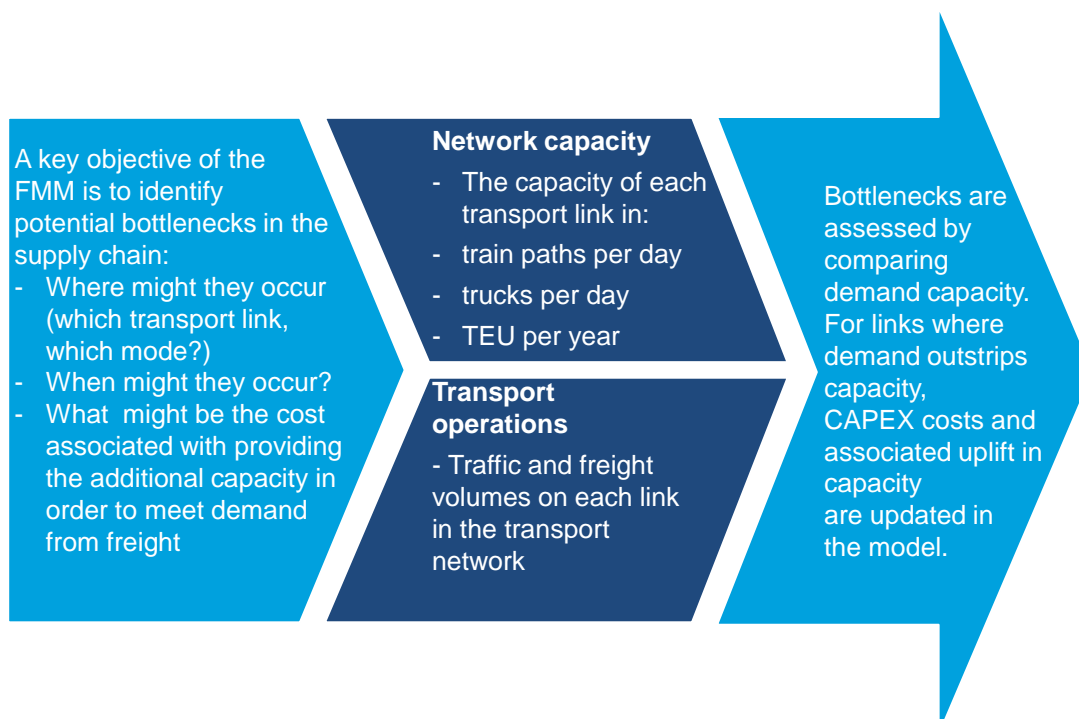 A key objective of the
FMM is to identify
potential bottlenecks in the
supply chain:
- Where might they occur
(which transport link,
which mode?)
- When might they occur?
- What  might be the cost
associated with providing
the additional capacity in
order to meet demand
from freight
Network capacity
- The capacity of each
transport link in:
- train paths per day
- trucks per day
- TEU per year
Transport
operations
- Traffic and freight
volumes on each link
in the transport
network
Bottlenecks are
assessed by
comparing
demand capacity.
For links where
demand outstrips
capacity,
CAPEX costs and
associated uplift in
capacity
are updated in
the model.